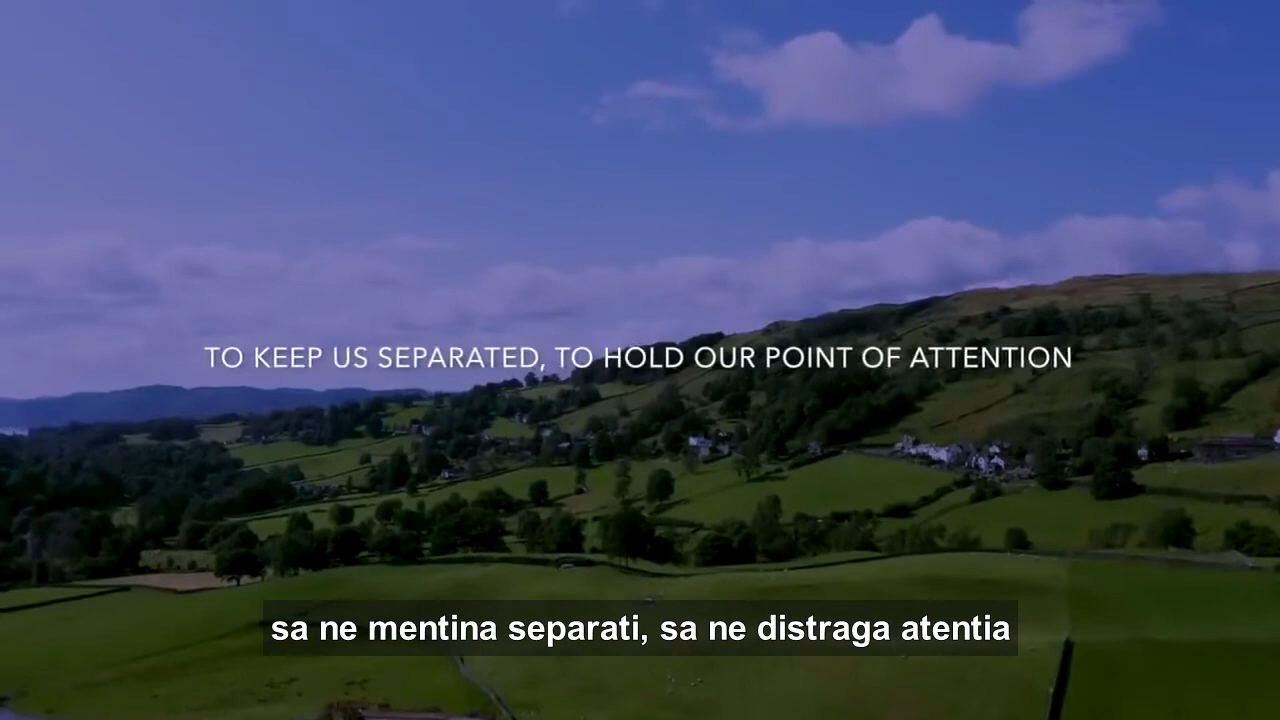 TO KEEP US SEPARATED, TO HOLD OUR POINT OF ATTENTION
sa ne mentina separati, sa ne distraga atentia